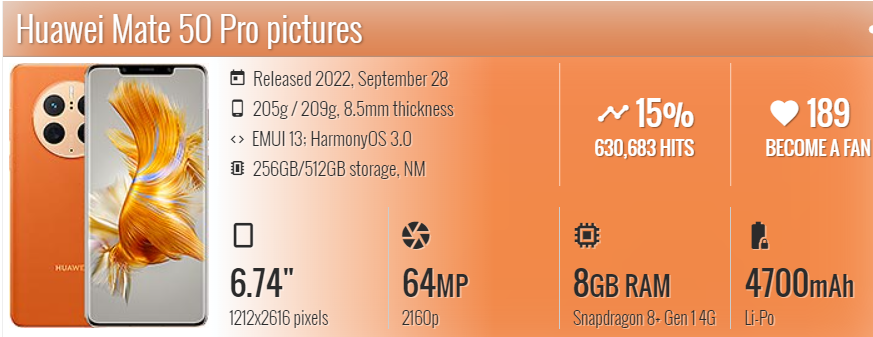 Huawei Mate 50 Pro pictures
Released 2022, September 28
205g / 209g, 8.5mm thickness
EMUI 13; HarmonyOS 3.0
256GB/512GB storage, NM
15%
630,683 HITS
189
BECOME A FAN
HUAWEI
6.74"
1212x2616 pixels
64MP
2160p
8GB RAM
Snapdragon 8+ Gen 1 4G
4700mAh
Li-Po